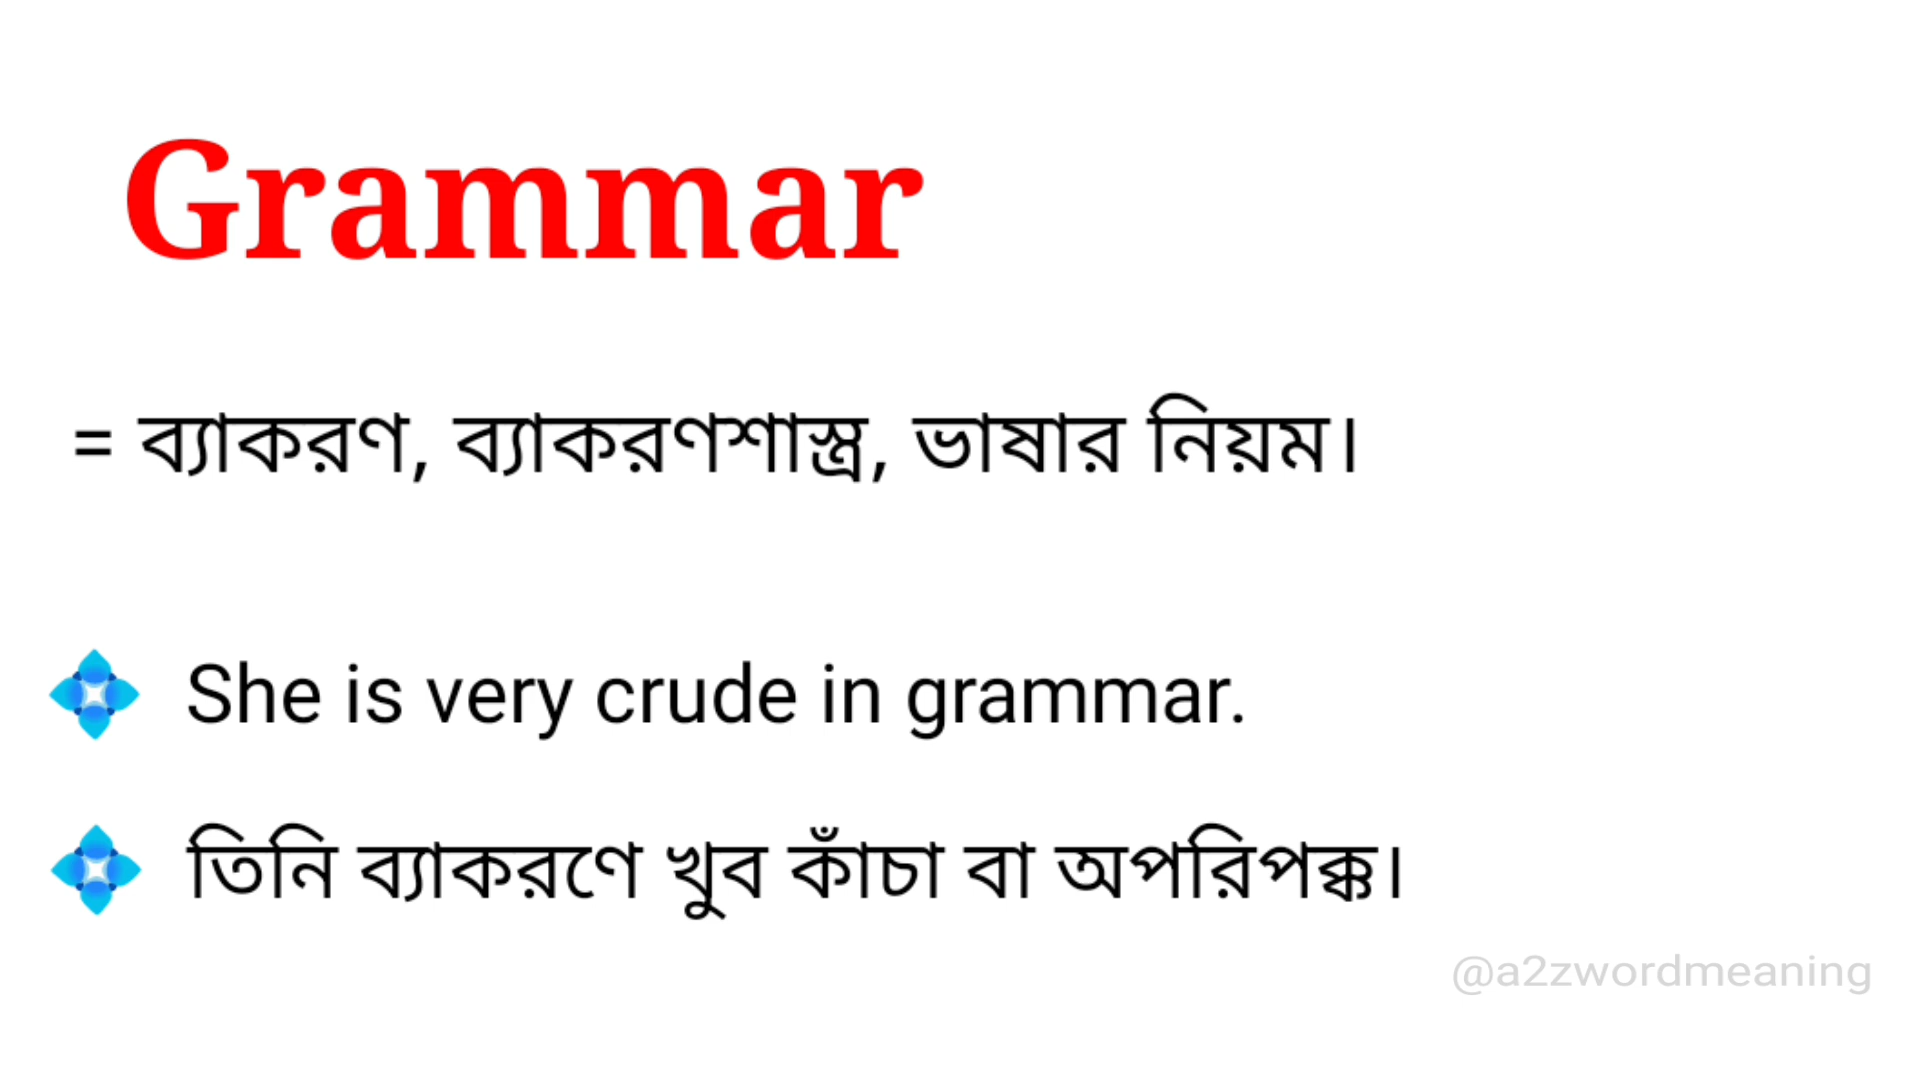 Grammar
= ব্যাকরণ, ব্যাকরণশাস্ত্র, ভাষার নিয়ম।
She is very crude in grammar.
তিনি ব্যাকরণে খুব কাঁচা বা অপরিপক্ক।
@a2zwordmeaning